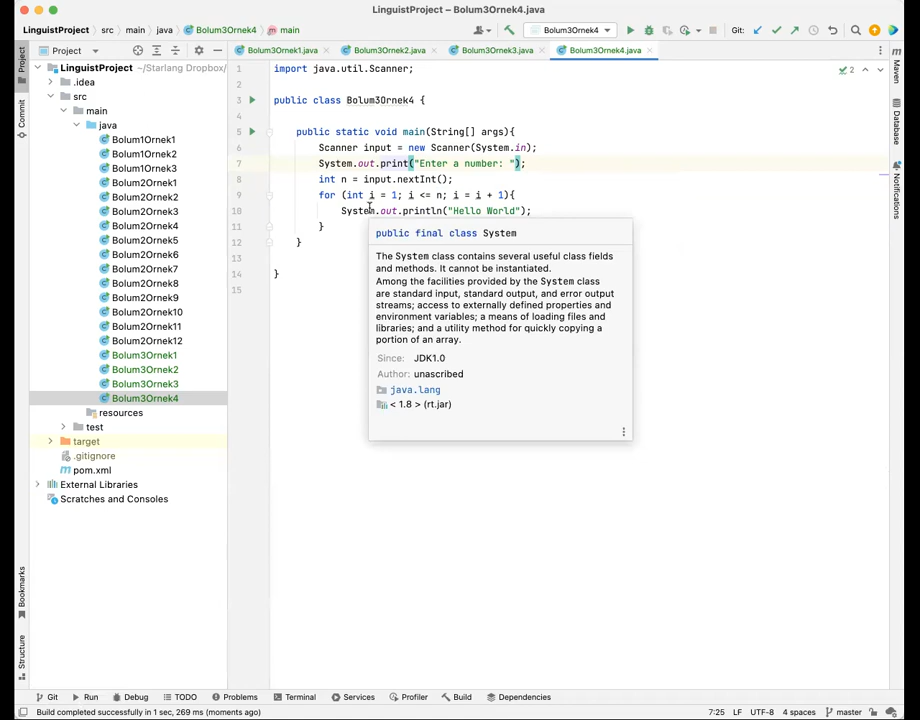 LinguistProject – Bolum3Ornek4.java
LinguistProject src main java Bolum3Ornek4 main
Bolum3Ornek4
Git:
Project
Bolum3Ornek1.java Bolum3Ornek2.java Bolum3Ornek3.java Bolum3Ornek4.java
Project
Commit
Bookmarks
Structure
LinguistProject ~/Starlang Dropbox/
.idea
src
main
java
Bolum1Ornek1
Bolum1Ornek2
Bolum1Ornek3
Bolum2Ornek1
Bolum2Ornek2
Bolum2Ornek3
Bolum2Ornek4
Bolum2Ornek5
Bolum2Ornek6
Bolum2Ornek7
Bolum2Ornek8
Bolum2Ornek9
Bolum2Ornek10
Bolum2Ornek11
Bolum2Ornek12
Bolum3Ornek1
Bolum3Ornek2
Bolum3Ornek3
Bolum3Ornek4
resources
test
target
.gitignore
pom.xml
External Libraries
Scratches and Consoles
1 import java.util.Scanner;
2
3 public class Bolum3Ornek4 {
4
5 public static void main(String[] args){
6 Scanner input = new Scanner(System.in);
7 System.out.print("Enter a number: ");
8 int n = input.nextInt();
9 for (int i = 1; i <= n; i = i + 1){
10 System.out.println("Hello World");
11 }
12 }
13
14 }
15
2
public final class System
The System class contains several useful class fields
and methods. It cannot be instantiated.
Among the facilities provided by the System class
are standard input, standard output, and error output
streams; access to externally defined properties and
environment variables; a means of loading files and
libraries; and a utility method for quickly copying a
portion of an array.
Since: JDK1.0
Author: unascribed
java.lang
< 1.8 > (rt.jar)
Maven
Database
Notifications
Git Run Debug TODO Problems Terminal Services Profiler Build Dependencies
Build completed successfully in 1 sec, 269 ms (moments ago)
7:25 LF UTF-8 4 spaces master